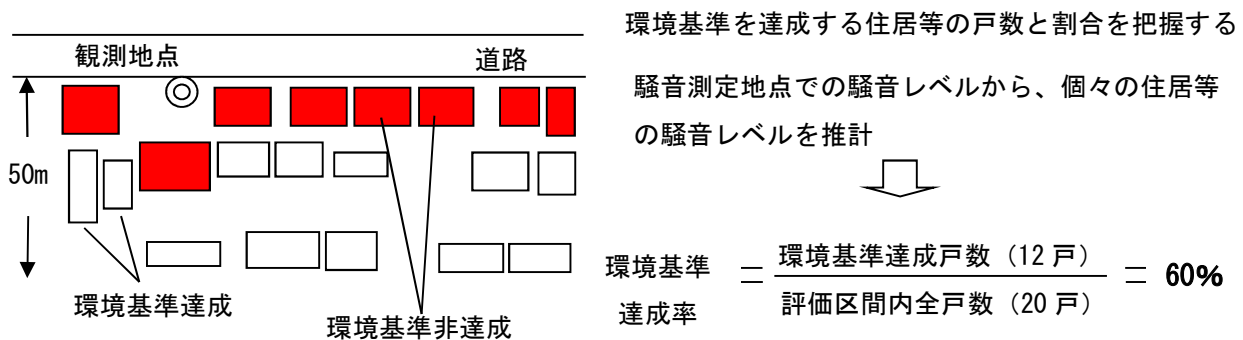 環境基準を達成する住居等の戸数と割合を把握する
観測地点
道路
騒音測定地点での騒音レベルから、個々の住居等
の騒音レベルを推計
50m
環境基準達成
環境基準非達成
環境基準
達成率
＝
環境基準達成戸数（12 戸）
評価区間内全戸数（20 戸）
＝ 60%